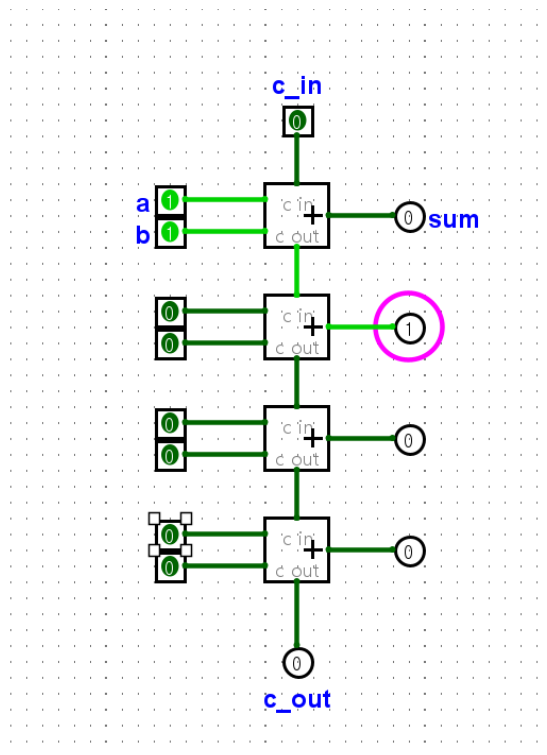 c_in
0
a 1 c in + 0 sum
b 1 c out
0 c in + 1
0 c out
0 c in + 0
0 c out
0 c in + 0
0 c out
0
c_out